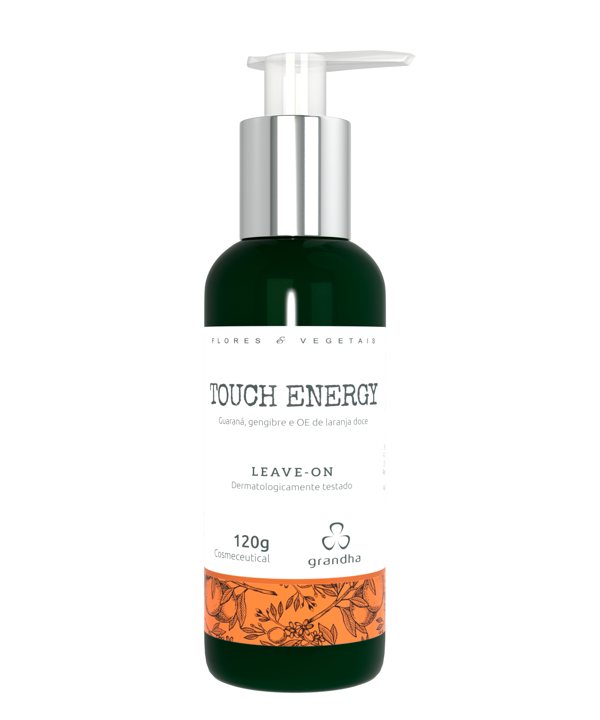 FLORES & VEGETAIS
TOUCH ENERGY
Guaraná, gengibre e OE de laranja doce
LEAVE-ON
Dermatologicamente testado
120g
Cosmeceutical
grandha